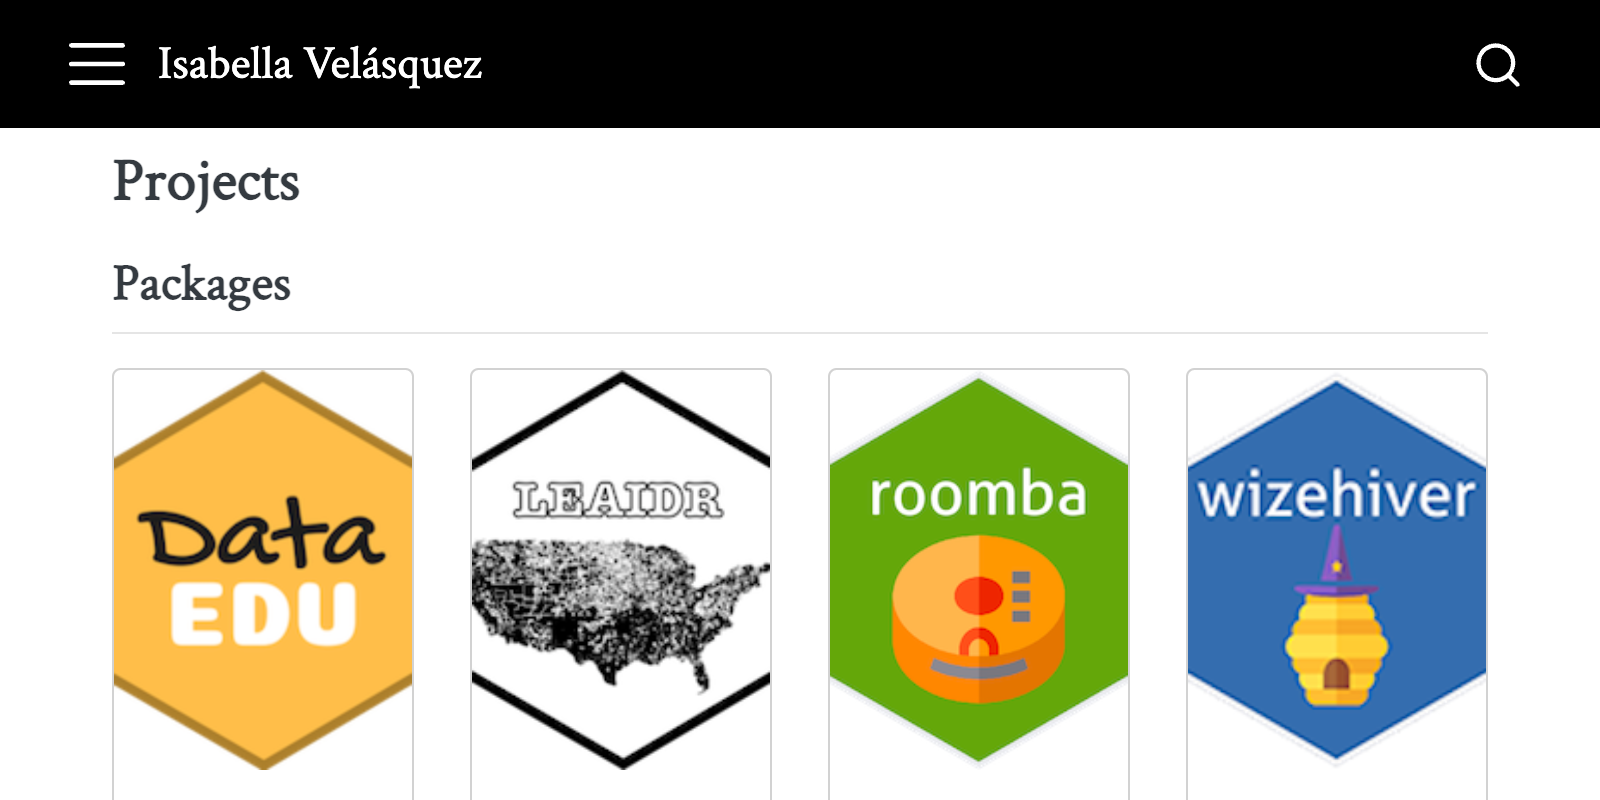 Isabella Velásquez
Projects
Packages
Data
EDU
LEAIDR
roomba
wizehiver